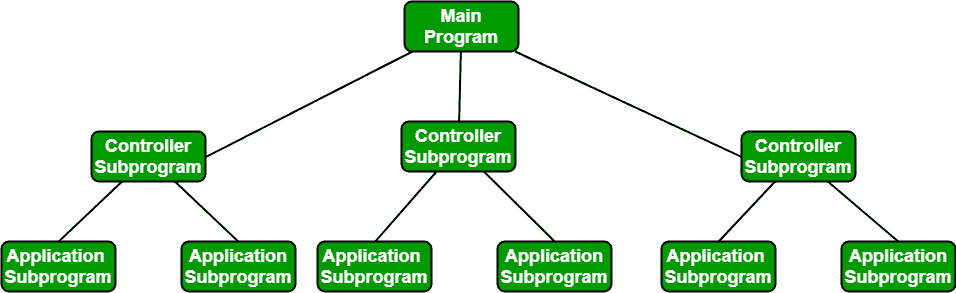 Main
Program
Controller
Subprogram
Controller
Subprogram
Controller
Subprogram
Application
Subprogram
Application
Subprogram
Application
Subprogram
Application
Subprogram
Application
Subprogram
Application
Subprogram